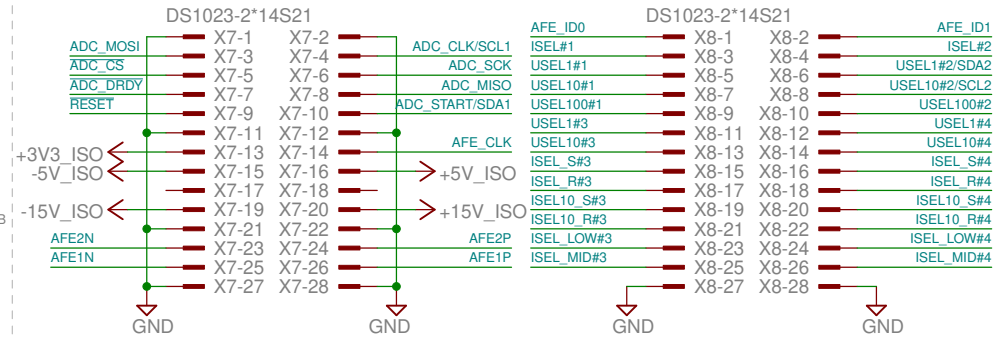 DS1023-2*14S21 DS1023-2*14S21
X7-1 X7-2 AFE_ID0 X8-1 X8-2 AFE_ID1
ADC_MOSI X7-3 X7-4 ADC_CLK/SCL1 ISEL#1 X8-3 X8-4 ISEL#2
ADC_CS X7-5 X7-6 ADC_SCK USEL1#1 X8-5 X8-6 USEL1#2/SDA2
ADC_DRDY X7-7 X7-8 ADC_MISO USEL10#1 X8-7 X8-8 USEL10#2/SCL2
RESET X7-9 X7-10 ADC_START/SDA1 USEL100#1 X8-9 X8-10 USEL100#2
X7-11 X7-12 USEL1#3 X8-11 X8-12 USEL1#4
+3V3_ISO X7-13 X7-14 AFE_CLK USEL10#3 X8-13 X8-14 USEL10#4
-5V_ISO X7-15 X7-16 +5V_ISO ISEL_S#3 X8-15 X8-16 ISEL_S#4
X7-17 X7-18 ISEL_R#3 X8-17 X8-18 ISEL_R#4
-15V_ISO X7-19 X7-20 +15V_ISO ISEL10_S#3 X8-19 X8-20 ISEL10_S#4
B X7-21 X7-22 ISEL10_R#3 X8-21 X8-22 ISEL10_R#4
AFE2N X7-23 X7-24 AFE2P ISEL_LOW#3 X8-23 X8-24 ISEL_LOW#4
AFE1N X7-25 X7-26 AFE1P ISEL_MID#3 X8-25 X8-26 ISEL_MID#4
X7-27 X7-28 X8-27 X8-28
GND GND GND GND